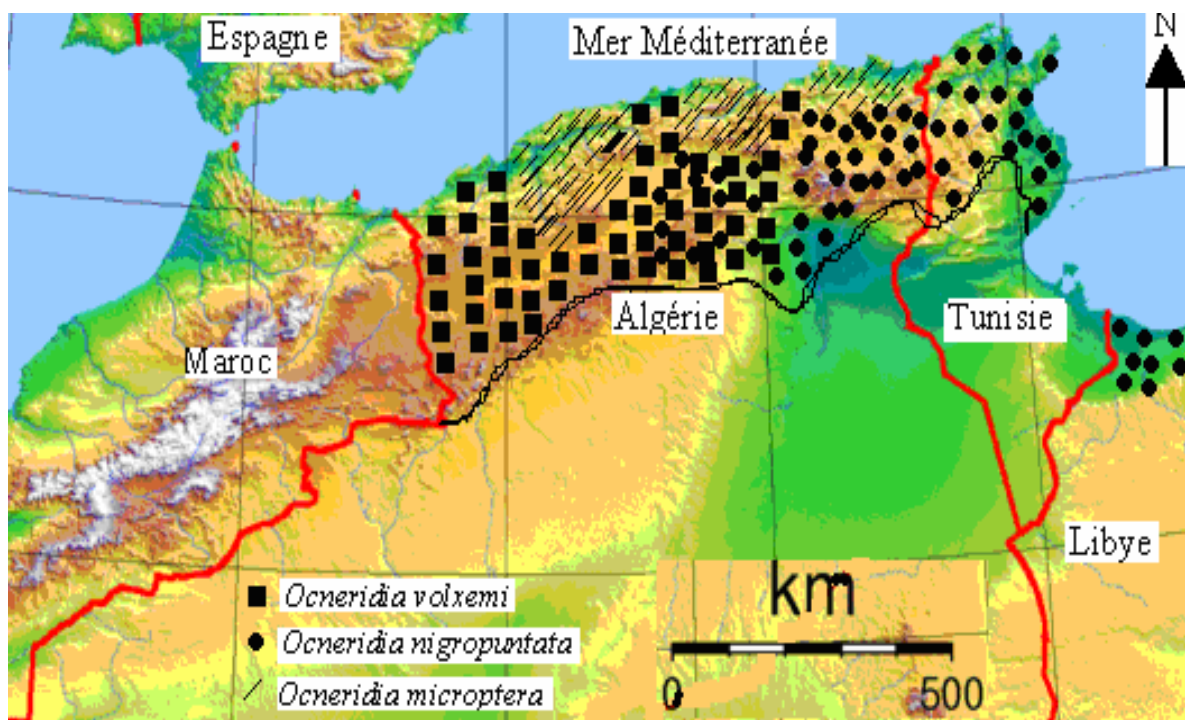 Espagne
Mer Méditerranée
N
Algérie
Tunisie
Maroc
Libye
Ocneridia volxemi
Ocneridia nigropuntata
Ocneridia microptera
km
0 500